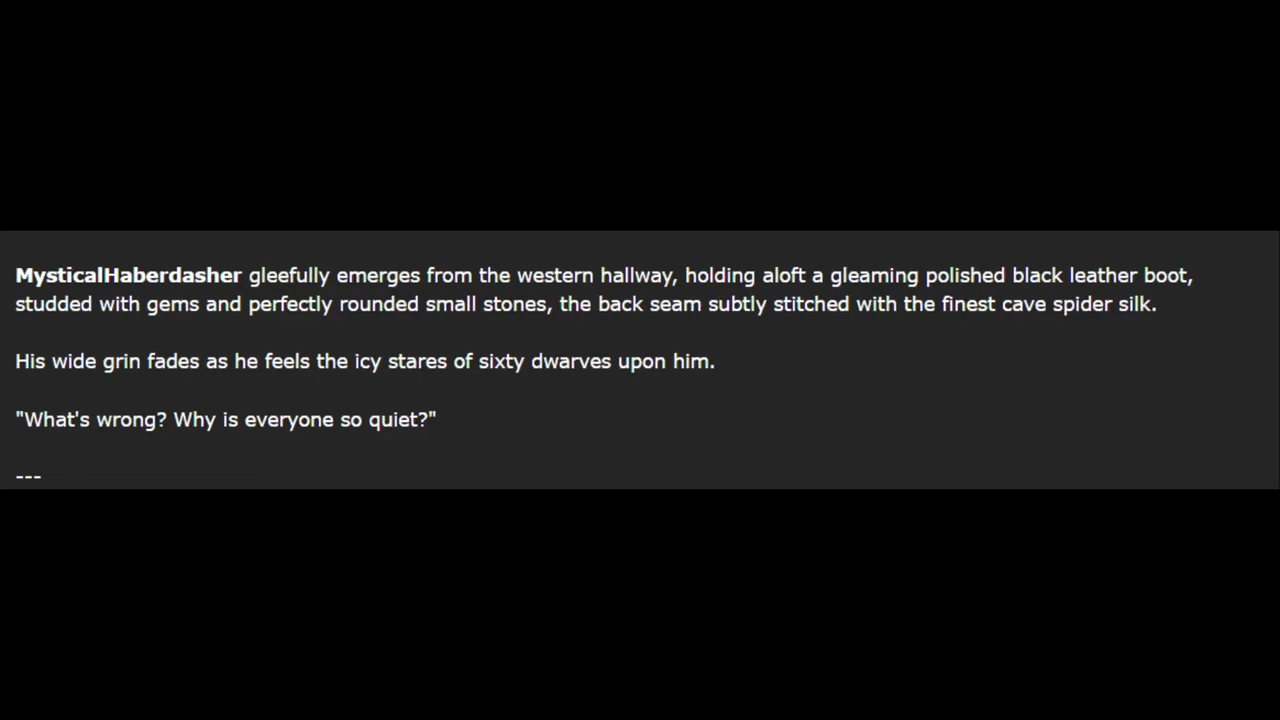 MysticalHaberdasher gleefully emerges from the western hallway, holding aloft a gleaming polished black leather boot,
studded with gems and perfectly rounded small stones, the back seam subtly stitched with the finest cave spider silk.
His wide grin fades as he feels the icy stares of sixty dwarves upon him.
"What's wrong? Why is everyone so quiet?"
---